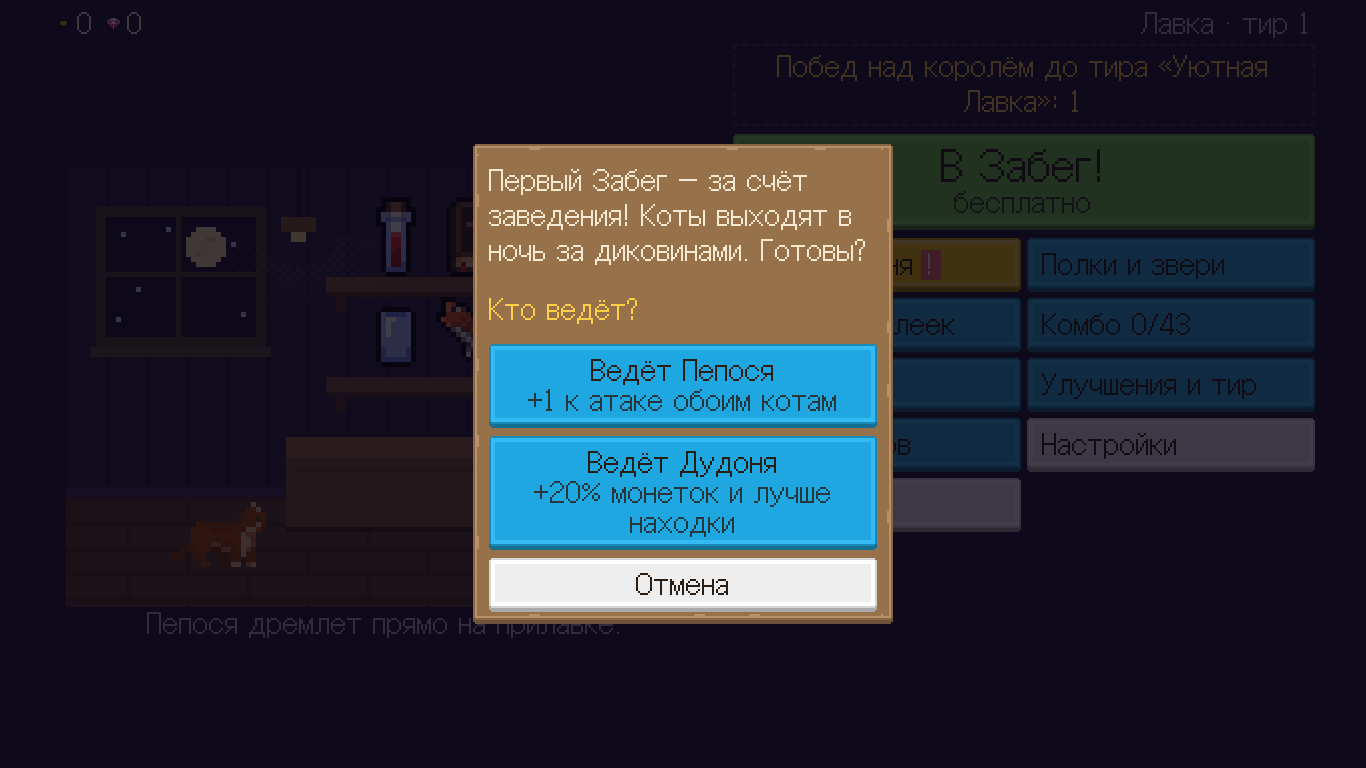 0 0
Лавка · тир 1
Побед над королём до тира «Уютная
Лавка»: 1
В Забег!
бесплатно
Первый Забег — за счёт
заведения! Коты выходят в
ночь за диковинами. Готовы?
Кто ведёт?
Ведёт Пепося
+1 к атаке обоим котам
Ведёт Дудоня
+20% монеток и лучше
находки
Отмена
!
Полки и звери
Комбо 0/43
Улучшения и тир
Настройки
Пепося дремлет прямо на прилавке.